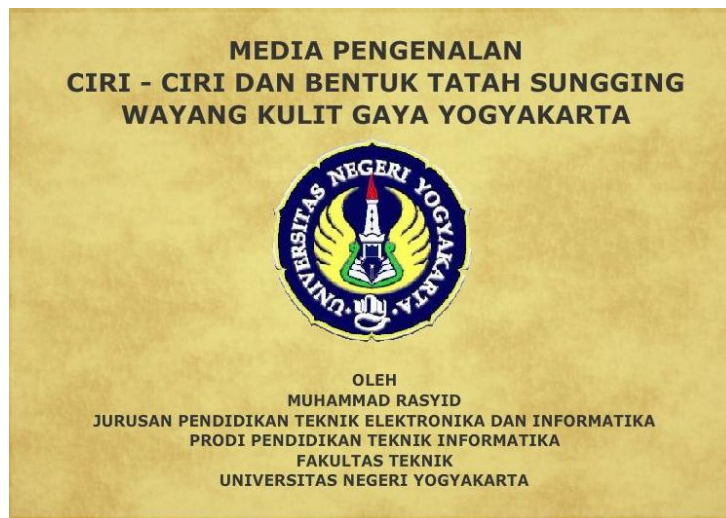 MEDIA PENGENALAN
CIRI - CIRI DAN BENTUK TATAH SUNGGING
WAYANG KULIT GAYA YOGYAKARTA
UNIVERSITAS NEGERI YOGYAKARTA
OLEH
MUHAMMAD RASYID
JURUSAN PENDIDIKAN TEKNIK ELEKTRONIKA DAN INFORMATIKA
PRODI PENDIDIKAN TEKNIK INFORMATIKA
FAKULTAS TEKNIK
UNIVERSITAS NEGERI YOGYAKARTA